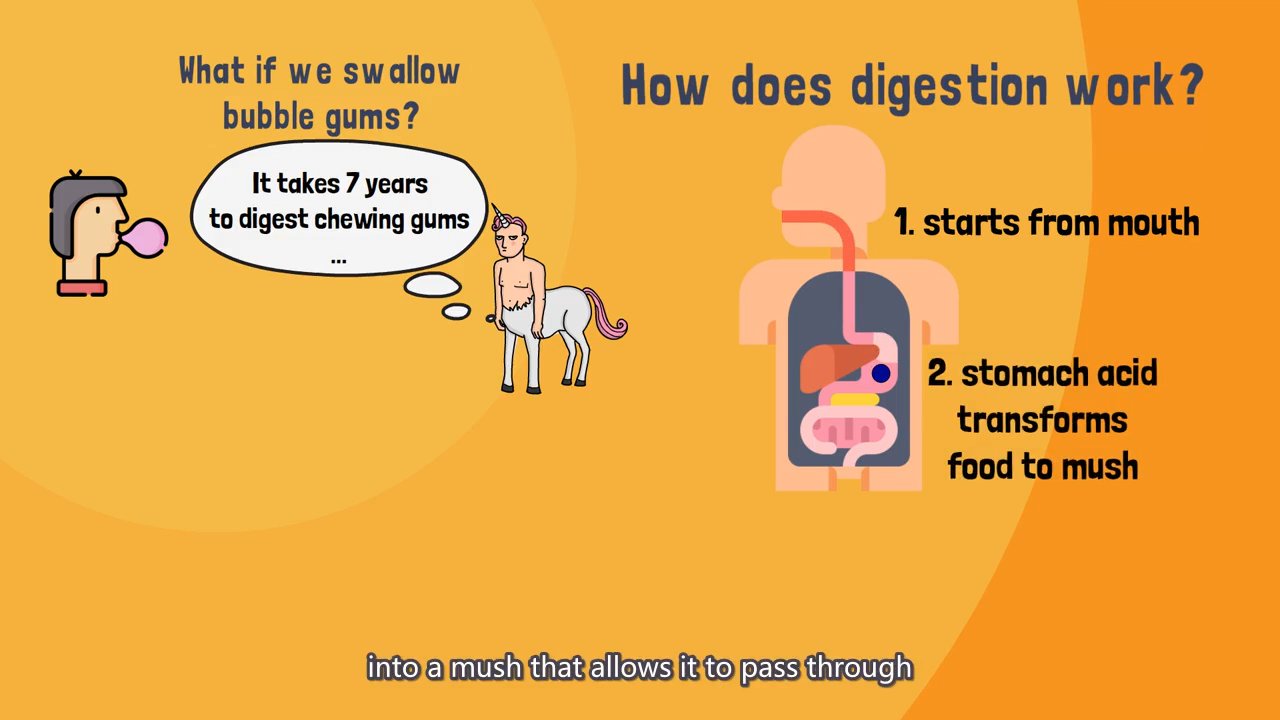 What if we swallow
bubble gums?
It takes 7 years
to digest chewing gums
...
How does digestion work?
1. starts from mouth
2. stomach acid
transforms
food to mush
into a mush that allows it to pass through